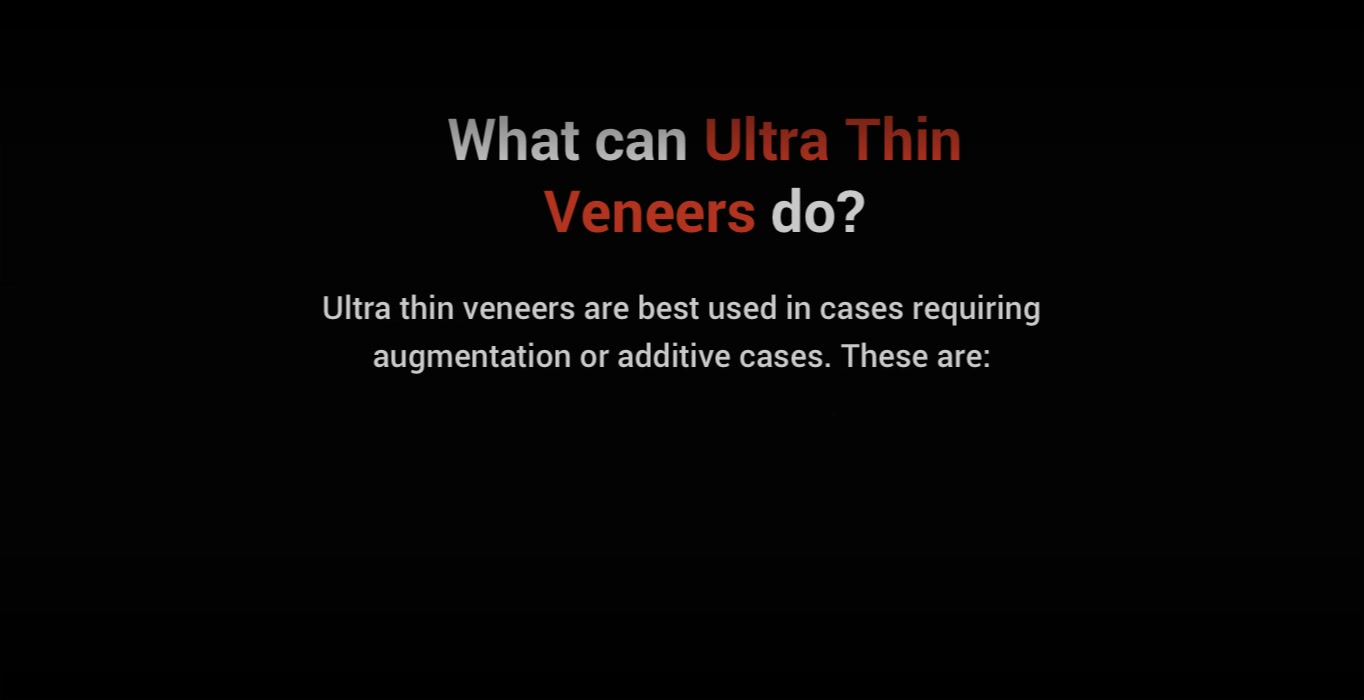 What can Ultra Thin
Veneers do?
Ultra thin veneers are best used in cases requiring
augmentation or additive cases. These are: